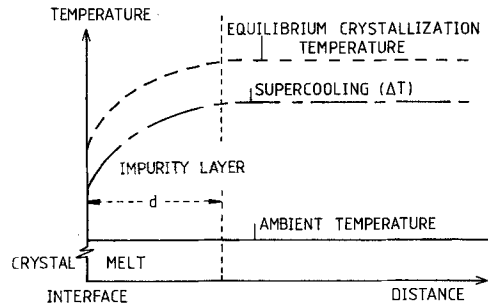 TEMPERATURE
EQUILIBRIUM CRYSTALLIZATION
TEMPERATURE
SUPERCOOLING (ΔT)
IMPURITY LAYER
d
AMBIENT TEMPERATURE
CRYSTAL MELT
INTERFACE DISTANCE